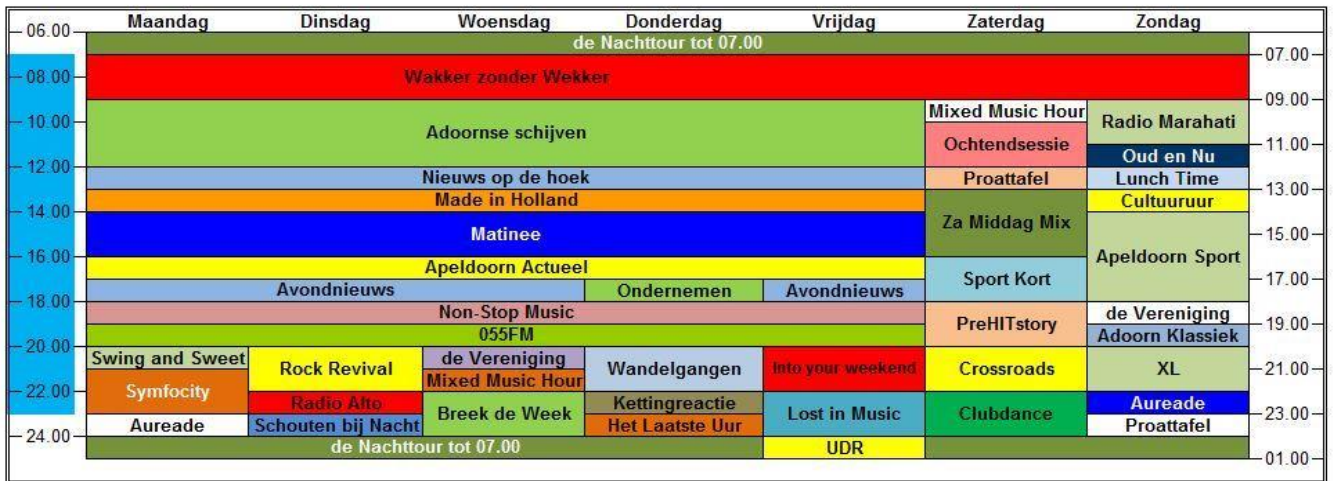 Maandag Dinsdag Woensdag Donderdag Vrijdag Zaterdag Zondag
06.00
de Nachttour tot 07.00
07.00
08.00
Wakker zonder Wekker
09.00
Mixed Music Hour
10.00
Adoornse schijven
Radio Marahati
Ochtendsessie
11.00
Oud en Nu
12.00
Nieuws op de hoek
Proattafel
Lunch Time
13.00
Made in Holland
Cultuuruur
14.00
Za Middag Mix
Matinee
15.00
16.00
Apeldoorn Sport
Apeldoorn Actueel
Sport Kort
17.00
Avondnieuws
Ondernemen
Avondnieuws
18.00
Non-Stop Music
de Vereniging
PreHITstory
19.00
055FM
Adoorn Klassiek
20.00
Swing and Sweet
Rock Revival
de Vereniging
Wandelgangen
Into your weekend
Crossroads
XL
21.00
Symfocity
Mixed Music Hour
22.00
Radio Alto
Breek de Week
Kettingreactie
Lost in Music
Clubdance
Aureade
23.00
Aureade
Schouten bij Nacht
Het Laatste Uur
Proattafel
24.00
de Nachttour tot 07.00
UDR
01.00